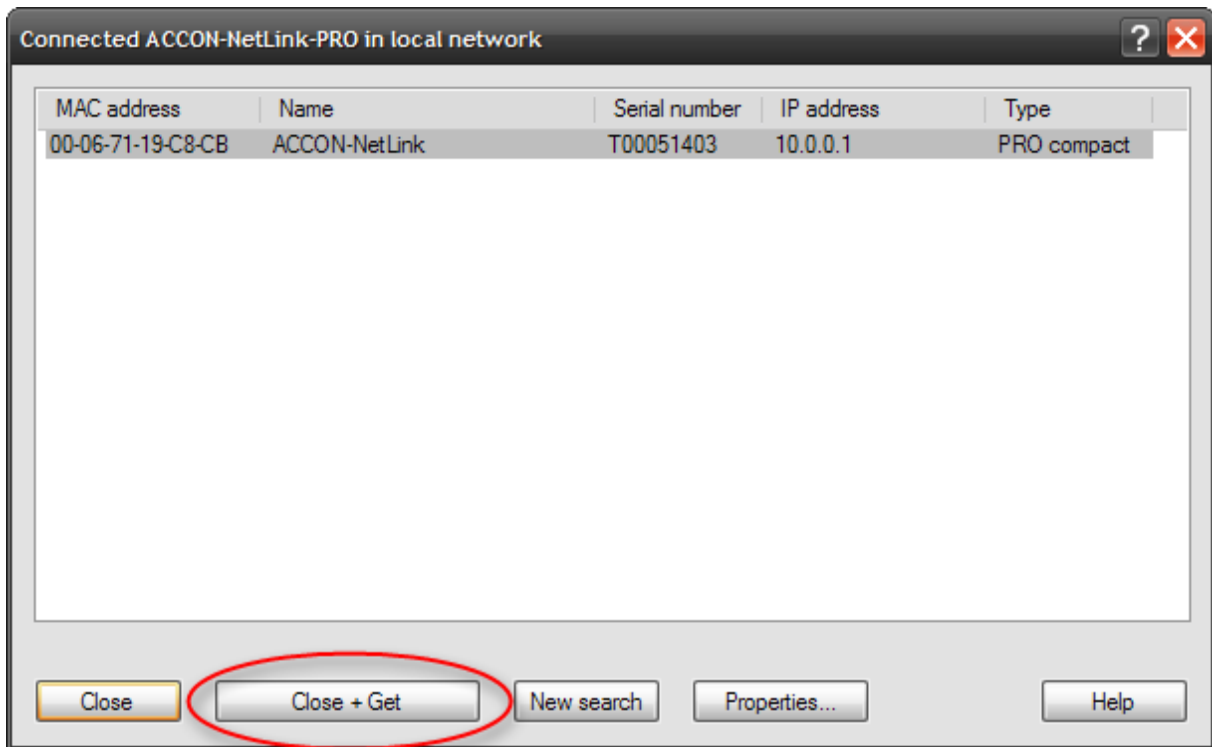 Connected ACCON-NetLink-PRO in local network ?
MAC address Name Serial number IP address Type
00-06-71-19-C8-CB ACCON-NetLink T00051403 10.0.0.1 PRO compact
Close Close + Get New search Properties... Help